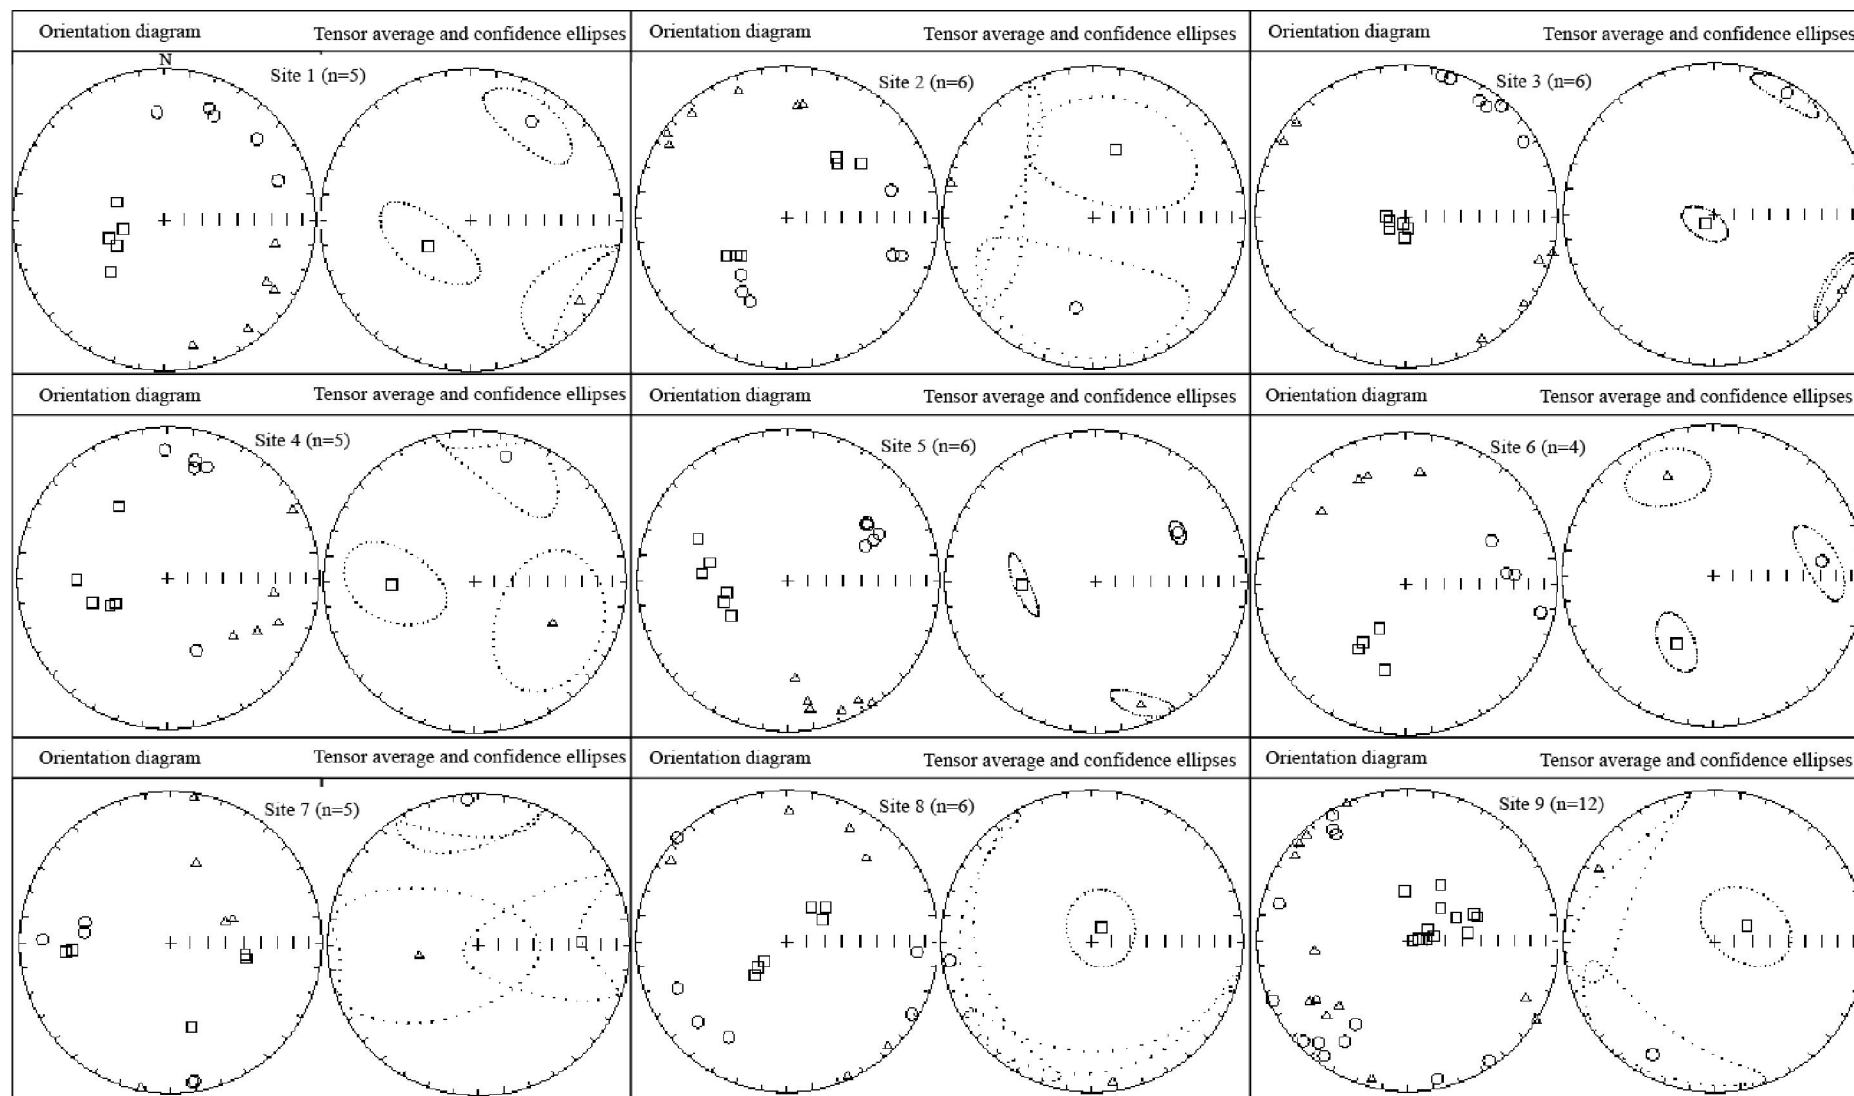 Orientation diagram Tensor average and confidence ellipses Orientation diagram Tensor average and confidence ellipses Orientation diagram Tensor average and confidence ellipses
N
Site 1 (n=5) Site 2 (n=6) Site 3 (n=6)
Orientation diagram Tensor average and confidence ellipses Orientation diagram Tensor average and confidence ellipses Orientation diagram Tensor average and confidence ellipses
Site 4 (n=5) Site 5 (n=6) Site 6 (n=4)
Orientation diagram Tensor average and confidence ellipses Orientation diagram Tensor average and confidence ellipses Orientation diagram Tensor average and confidence ellipses
Site 7 (n=5) Site 8 (n=6) Site 9 (n=12)